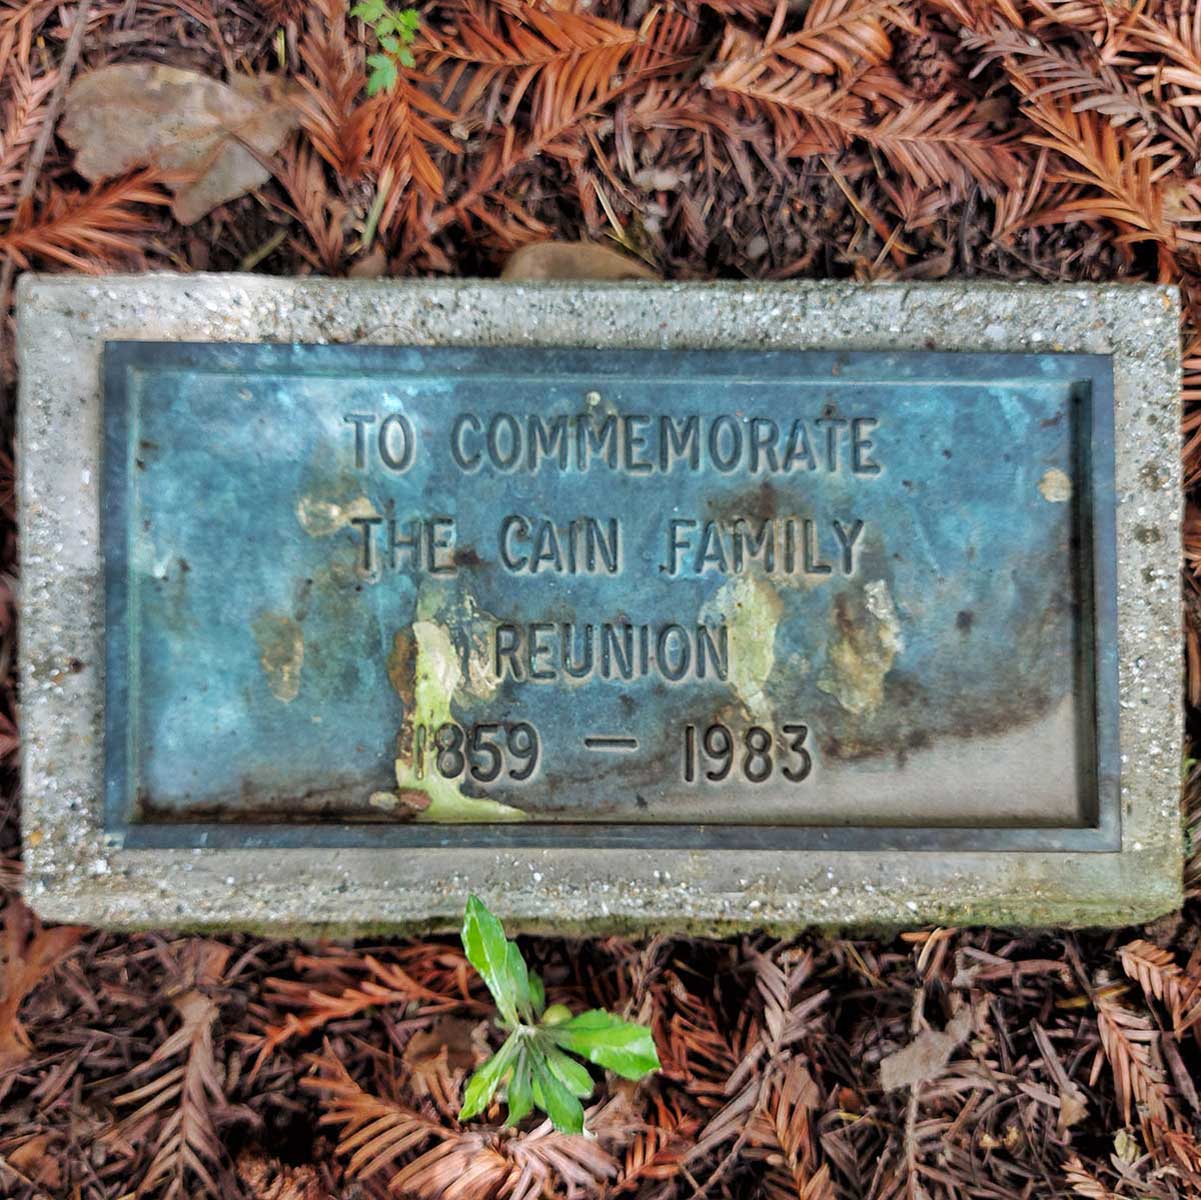 TO COMMEMORATE
THE CAIN FAMILY
REUNION
1859 — 1983